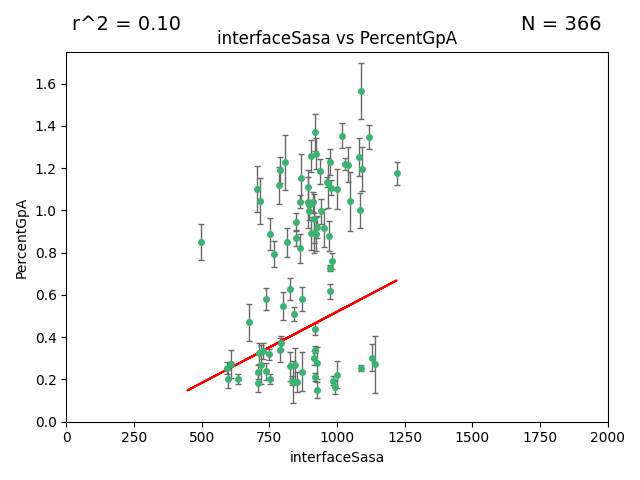 r^2 = 0.10 N = 366
interfaceSasa vs PercentGpA
1.6
1.4
1.2
1.0
0.8
0.6
0.4
0.2
0.0
PercentGpA
0 250 500 750 1000 1250 1500 1750 2000
interfaceSasa